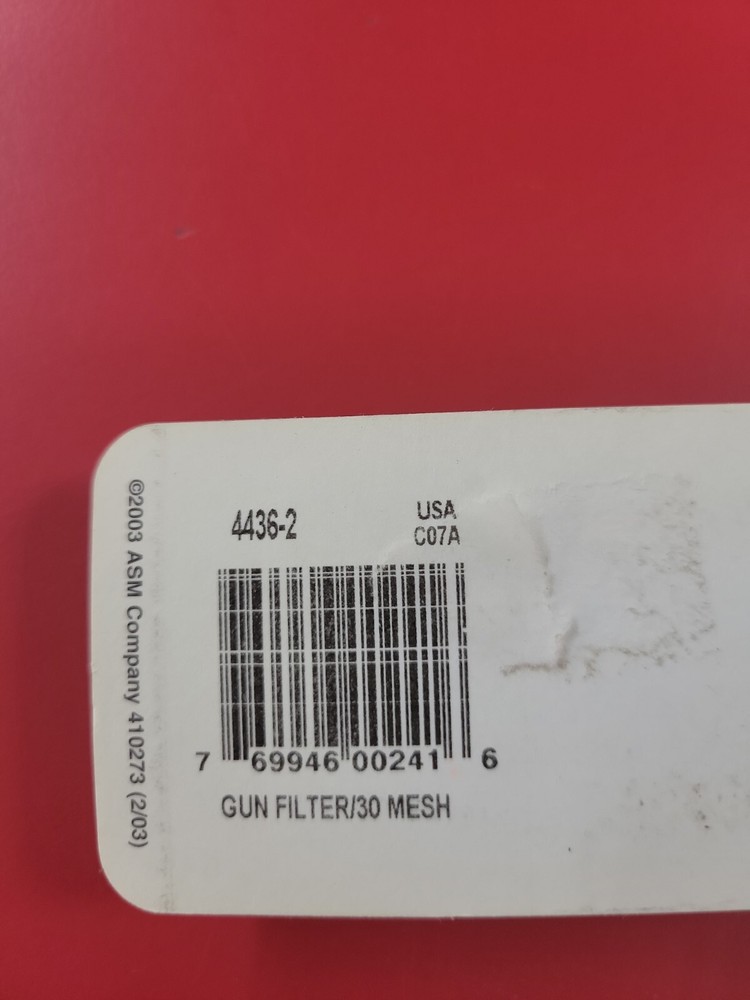 ©2003 ASM Company 410273 (2/03)
4436-2
USA
C07A
7 69946 00241 6
GUN FILTER/30 MESH